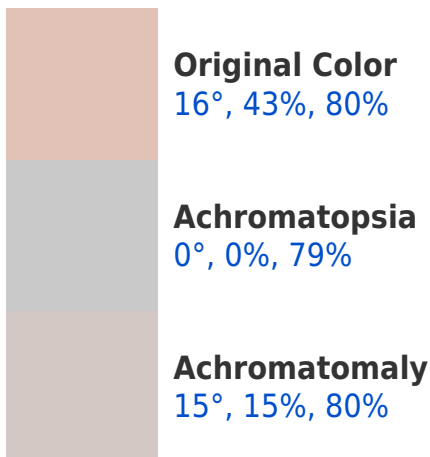 Original Color
16°, 43%, 80%
Achromatopsia
0°, 0%, 79%
Achromatomaly
15°, 15%, 80%